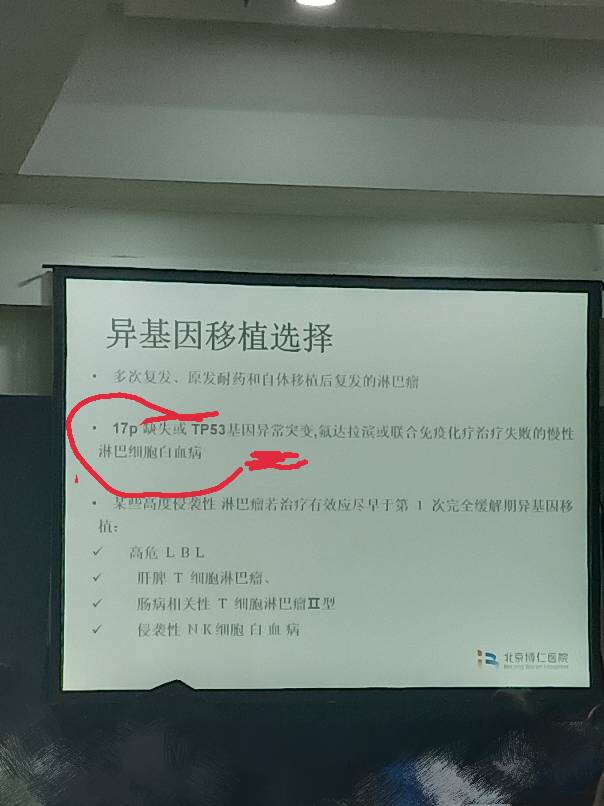 异基因移植选择
• 多次复发、原发耐药和自体移植后复发的淋巴瘤
• 17p 缺失或 TP53基因异常突变,氟达拉滨或联合免疫化疗治疗失败的慢性
淋巴细胞白血病
• 某些高度侵袭性 淋巴瘤若治疗有效应尽早于第 1 次完全缓解期异基因移
植:
✓ 高危 L B L
✓ 肝脾 T 细胞淋巴瘤、
✓ 肠病相关性 T 细胞淋巴瘤Ⅱ型
✓ 侵袭性 N K细胞 白 血 病
北京博仁医院
Beijing Boren Hospital